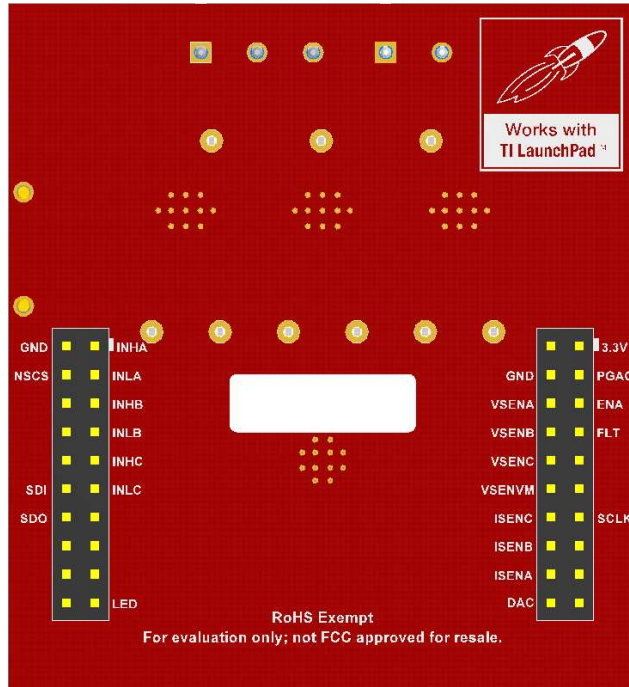 Works with
TI LaunchPad ™
GND INHA
NSCS INLA
INHB
INLB
INHC
SDI INLC
SDO
LED
3.3V
GND PGAC
VSENA ENA
VSENB FLT
VSENC
VSENVM
ISENC SCLK
ISENB
ISENA
DAC
RoHS Exempt
For evaluation only; not FCC approved for resale.